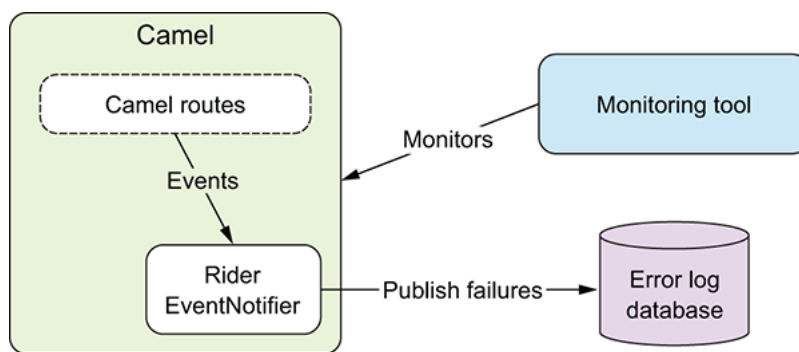 Camel
Camel routes
Monitoring tool
Monitors
Events
Rider
EventNotifier
Publish failures
Error log
database